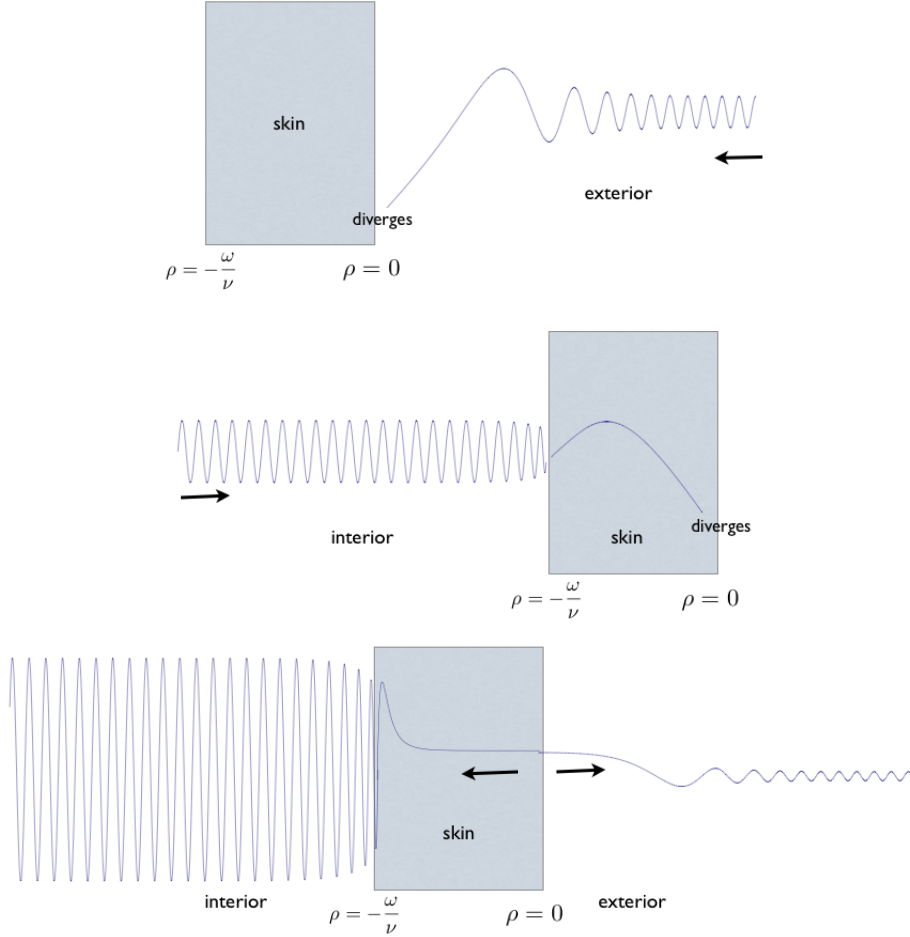 skin
exterior
diverges
ρ = −ω/ν
ρ = 0
interior
skin
diverges
ρ = −ω/ν
ρ = 0
skin
interior
exterior
ρ = −ω/ν
ρ = 0